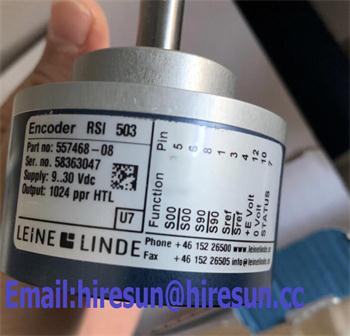 Encoder RSI 503
Part no. 557468-08
Ser. no. 58363047
Supply: 9..30 Vdc
Output: 1024 ppr HTL
U7
LEINE LINDE
Function Pin
S00 5
S00 6
S90 8
S90 1
Sref 3
Sref 4
+E Volt 12
0 Volt 10
STATUS 7
Phone +46 152 26500
Fax +46 152 26505 info@leinelinde.
Email:hiresun@hiresun.cc